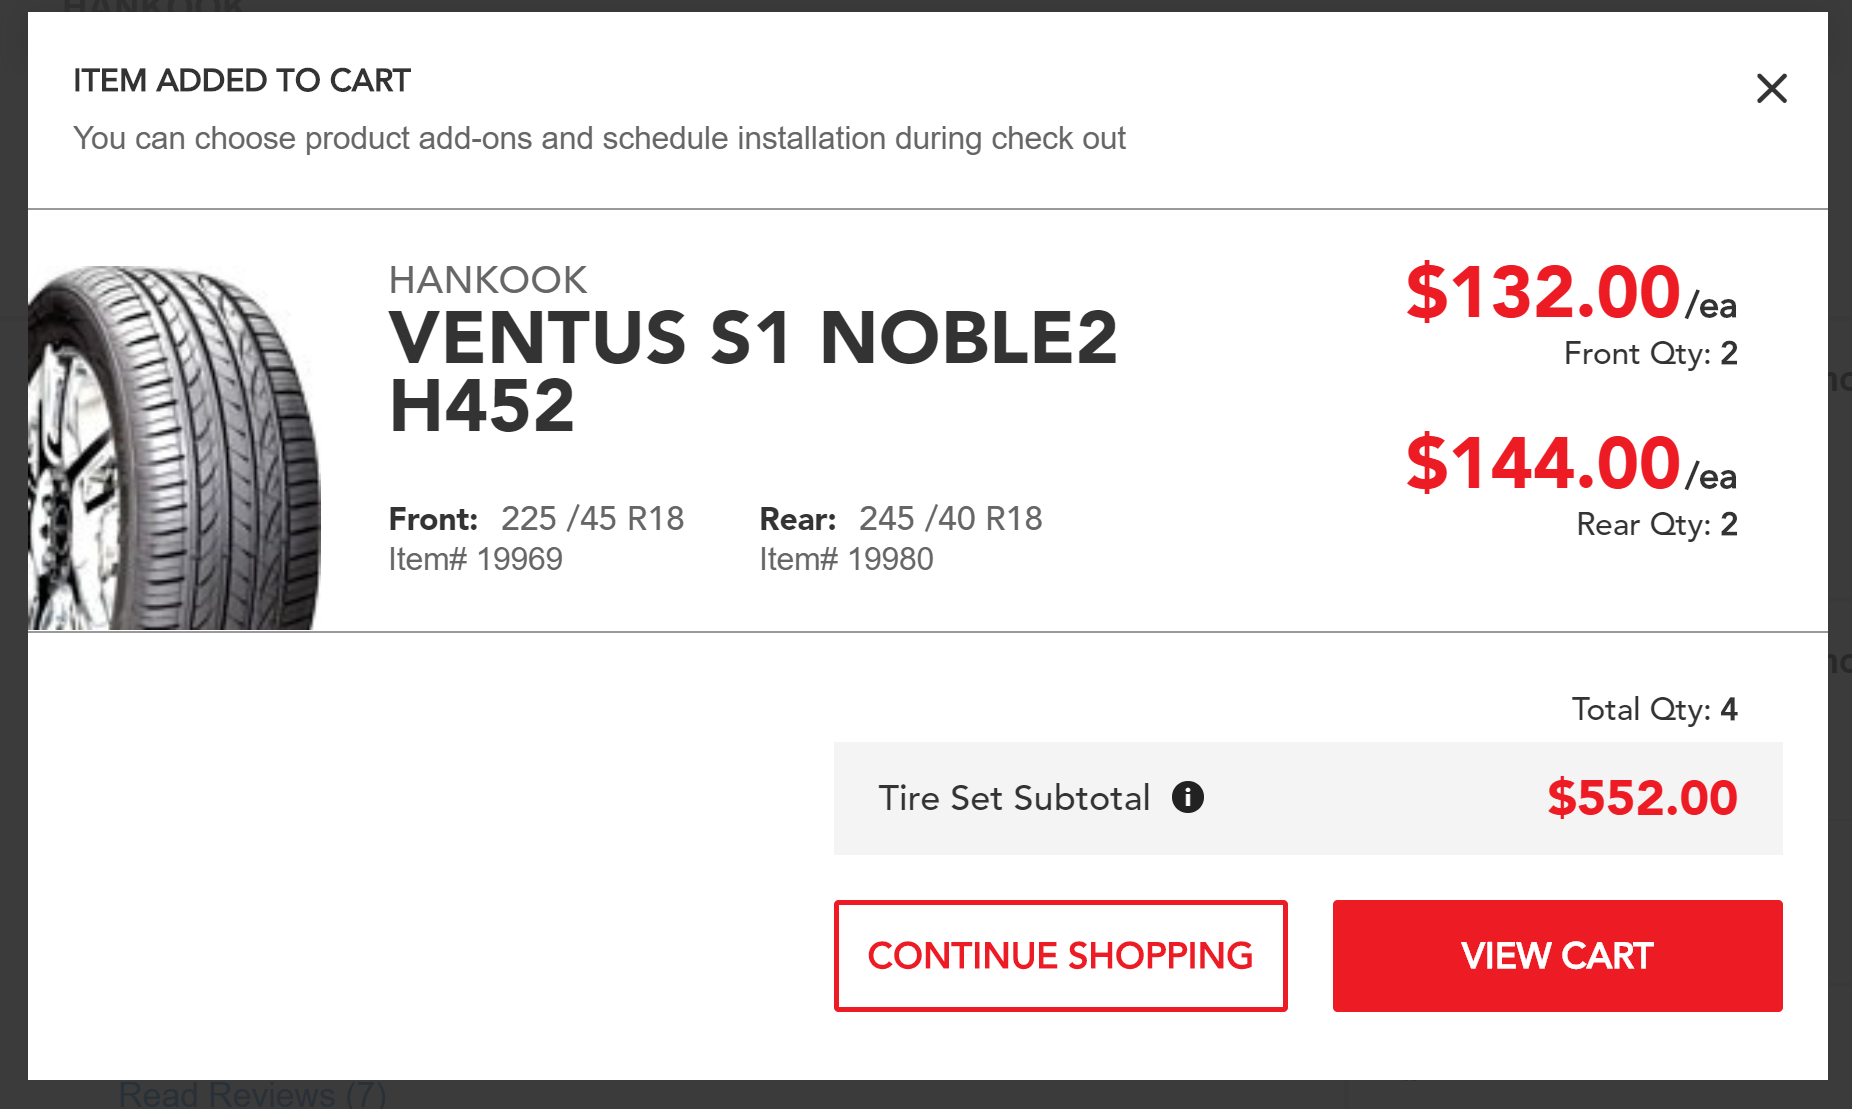 HANKOOK
ITEM ADDED TO CART
You can choose product add-ons and schedule installation during check out
HANKOOK
VENTUS S1 NOBLE2
H452
Front: 225 /45 R18
Item# 19969
Rear: 245 /40 R18
Item# 19980
$132.00/ea
Front Qty: 2
$144.00/ea
Rear Qty: 2
Total Qty: 4
Tire Set Subtotal i
$552.00
CONTINUE SHOPPING
VIEW CART
Read Reviews (7)